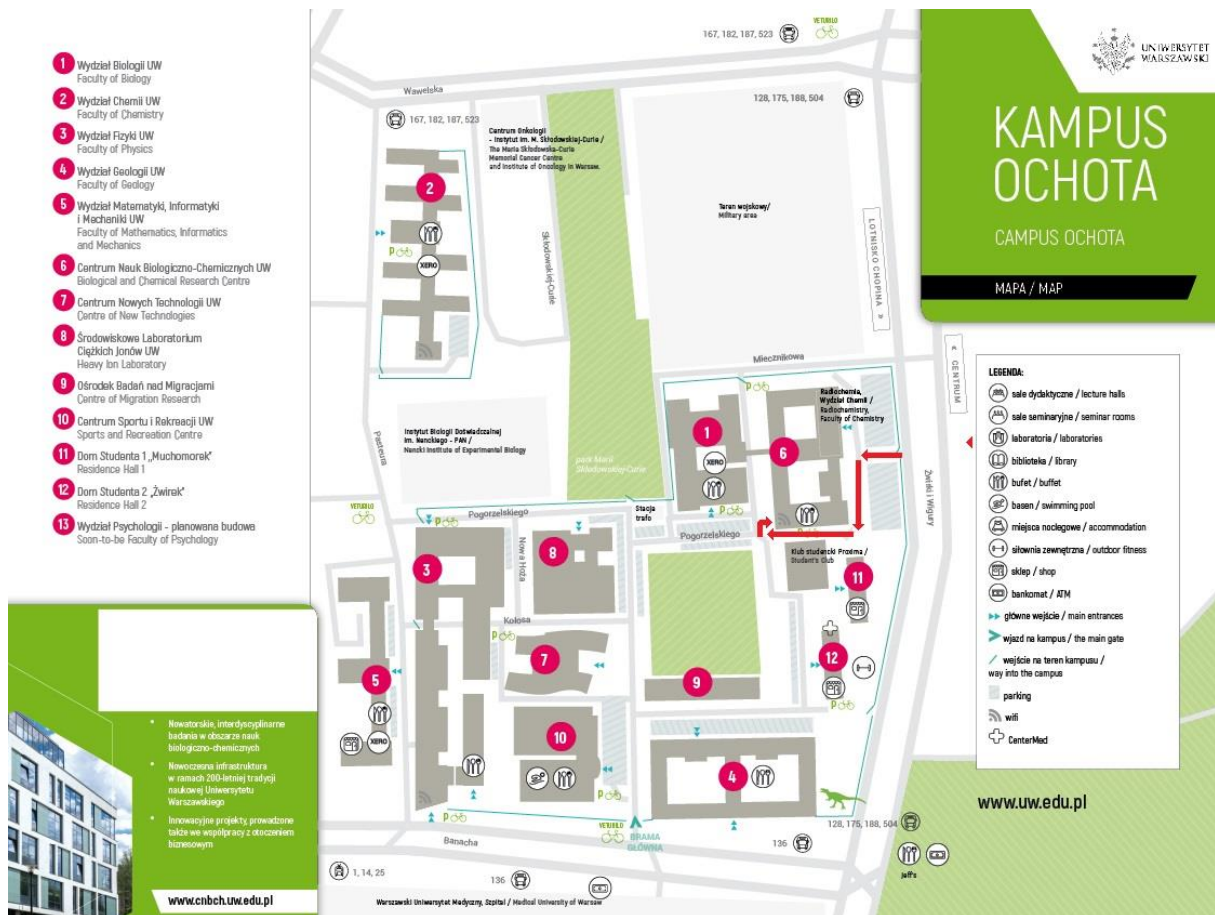 1 Wydział Biologii UW
Faculty of Biology
2 Wydział Chemii UW
Faculty of Chemistry
3 Wydział Fizyki UW
Faculty of Physics
4 Wydział Geologii UW
Faculty of Geology
5 Wydział Matematyki, Informatyki
i Mechaniki UW
Faculty of Mathematics, Informatics
and Mechanics
6 Centrum Nauk Biologiczno-Chemicznych UW
Biological and Chemical Research Centre
7 Centrum Nowych Technologii UW
Centre of New Technologies
8 Środowiskowe Laboratorium
Ciężkich Jonów UW
Heavy Ion Laboratory
9 Ośrodek Badań nad Migracjami
Centre of Migration Research
10 Centrum Sportu i Rekreacji UW
Sports and Recreation Centre
11 Dom Studenta 1 „Muchomorek"
Residence Hall 1
12 Dom Studenta 2 „Żwirek"
Residence Hall 2
13 Wydział Psychologii - planowana budowa
Soon-to-be Faculty of Psychology
• Nowatorskie, interdyscyplinarne
badania w obszarze nauk
biologiczno-chemicznych
• Nowoczesna infrastruktura
w ramach 200-letniej tradycji
naukowej Uniwersytetu
Warszawskiego
• Innowacyjne projekty, prowadzone
także we współpracy z otoczeniem
biznesowym
www.cnbch.uw.edu.pl
167, 182, 187, 523
VETURILO
Wawelska
167, 182, 187, 523
128, 175, 188, 504
Centrum Onkologii
- Instytut im. M. Skłodowskiej-Curie /
The Maria Skłodowska-Curie
Memorial Cancer Centre
and Institute of Oncology in Warsaw.
2
P
XERO
Skłodowskiej-Curie
Teren wojskowy/
Military area
LOTNISKO CHOPINA »
« CENTRUM
Miecznikowa
P
Radiochemia,
Wydział Chemii /
Radiochemistry,
Faculty of Chemistry
1
XERO
6
P
P
Instytut Biologii Doświadczalnej
im. Nenckiego - PAN /
Nencki Institute of Experimental Biology
Pasteura
park Marii
Skłodowskiej-Curie
Żwirki i Wigury
VETURILO
P
Pogorzelskiego
Stacja
trafo
Pogorzelskiego
Klub studencki Proxima /
Student's Club
Nowa Hoża
8
3
11
Kolosa
P
7
12
5
9
P
XERO
10
4
P
P
VETURILO
BRAMA
GŁÓWNA
Banacha
136
128, 175, 188, 504
Jeff's
1, 14, 25
136
Warszawski Uniwersytet Medyczny, Szpital / Medical University of Warsaw
UNIWERSYTET
WARSZAWSKI
KAMPUS
OCHOTA
CAMPUS OCHOTA
MAPA / MAP
LEGENDA:
sale dydaktyczne / lecture halls
sale seminaryjne / seminar rooms
laboratoria / laboratories
biblioteka / library
bufet / buffet
basen / swimming pool
miejsca noclegowe / accommodation
siłownia zewnętrzna / outdoor fitness
sklep / shop
bankomat / ATM
główne wejście / main entrances
wjazd na kampus / the main gate
wejście na teren kampusu /
way into the campus
parking
wifi
CenterMed
www.uw.edu.pl